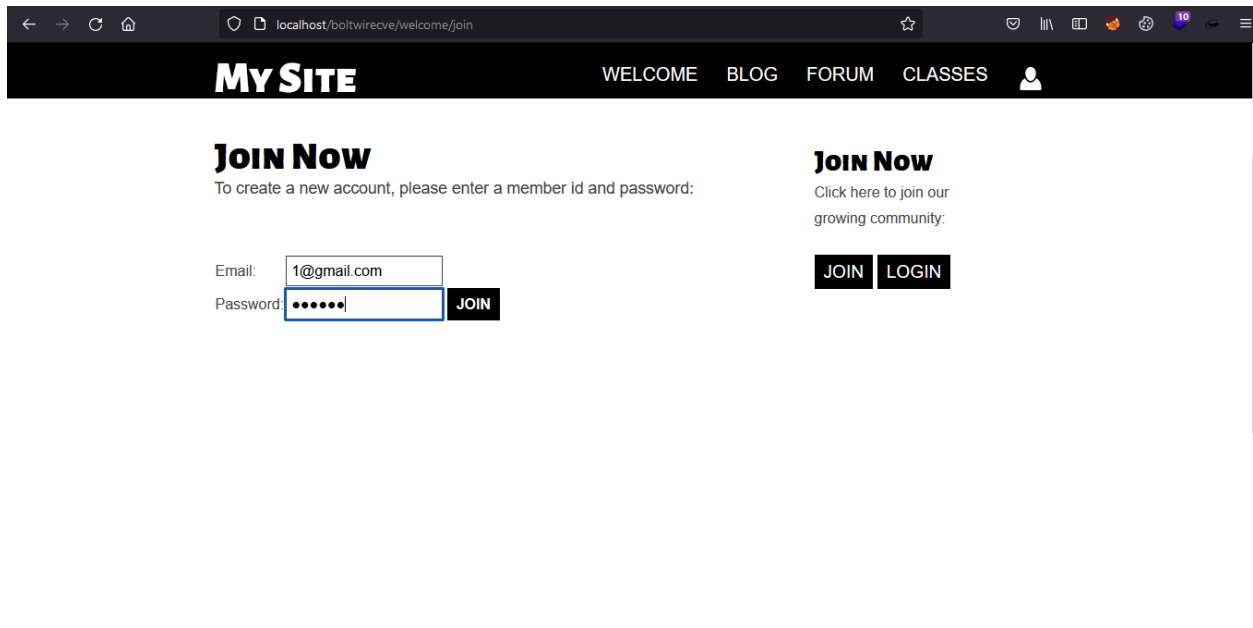 localhost/boltwirecve/welcome/join
10
My Site
WELCOME BLOG FORUM CLASSES
Join Now
To create a new account, please enter a member id and password:
Email: 1@gmail.com
Password: ●●●●●●
JOIN
Join Now
Click here to join our
growing community:
JOIN LOGIN